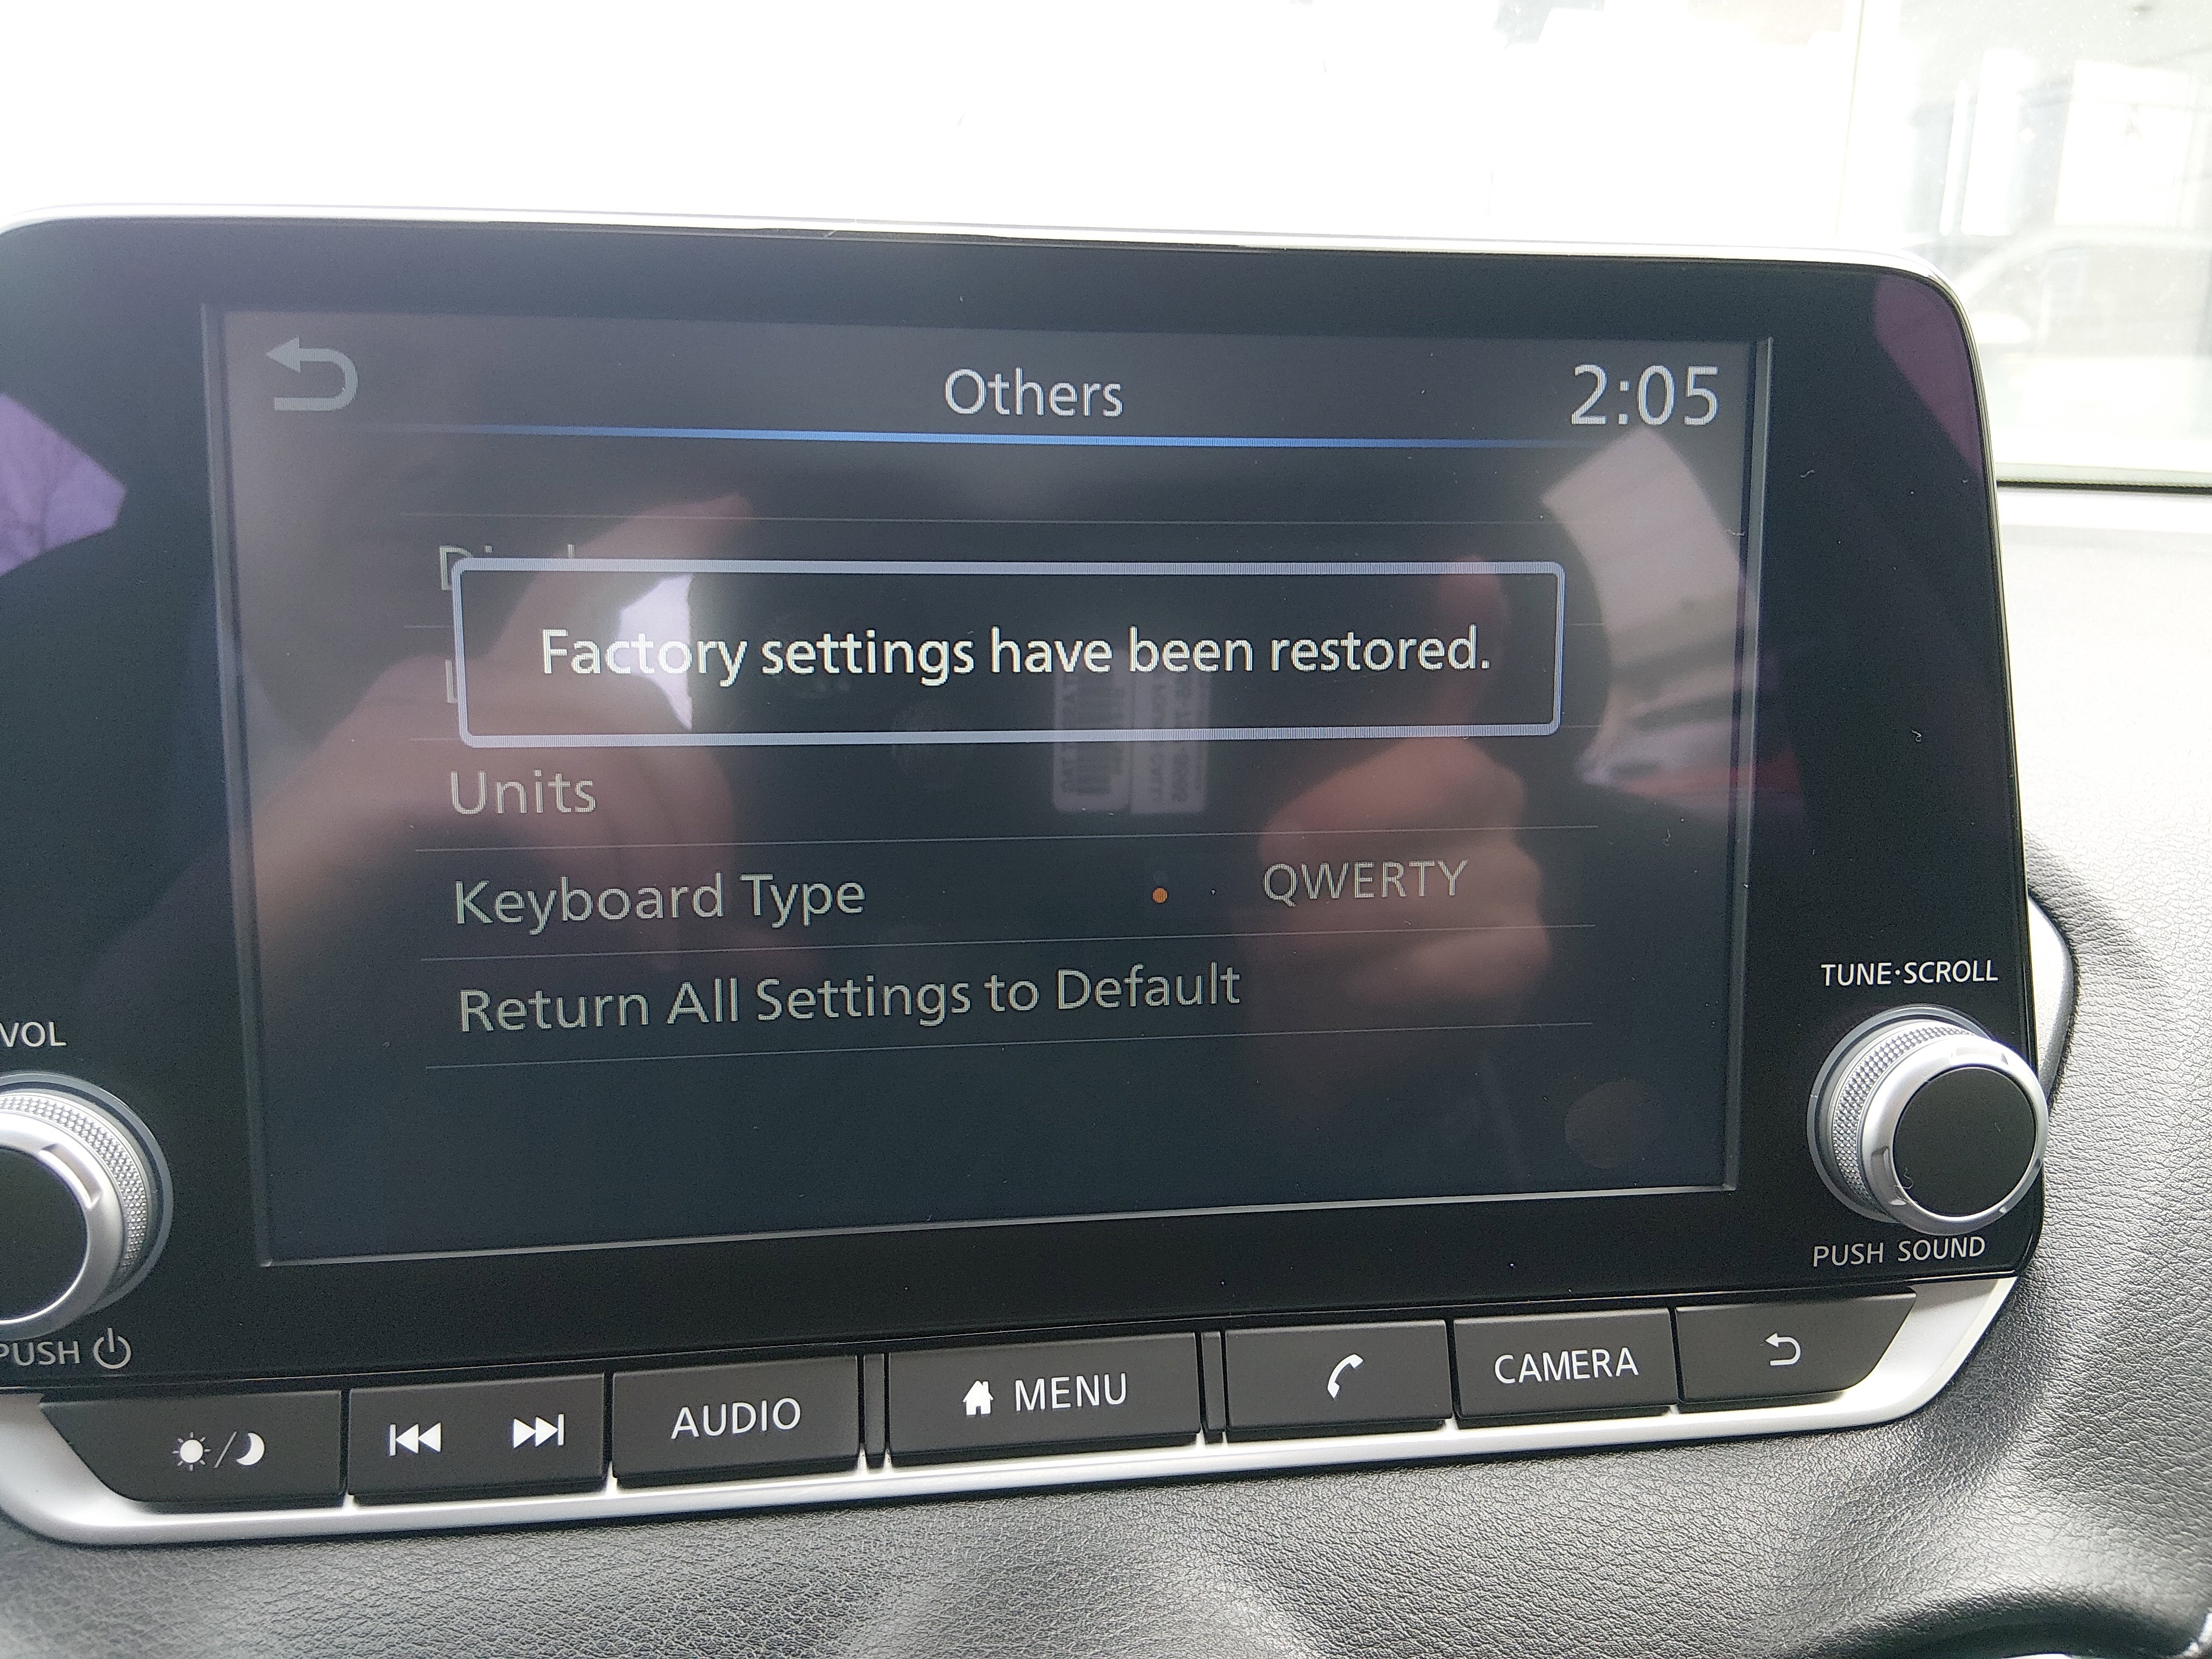 Others
2:05
Factory settings have been restored.
Units
Keyboard Type
QWERTY
Return All Settings to Default
VOL
PUSH
TUNE·SCROLL
PUSH SOUND
AUDIO
MENU
CAMERA